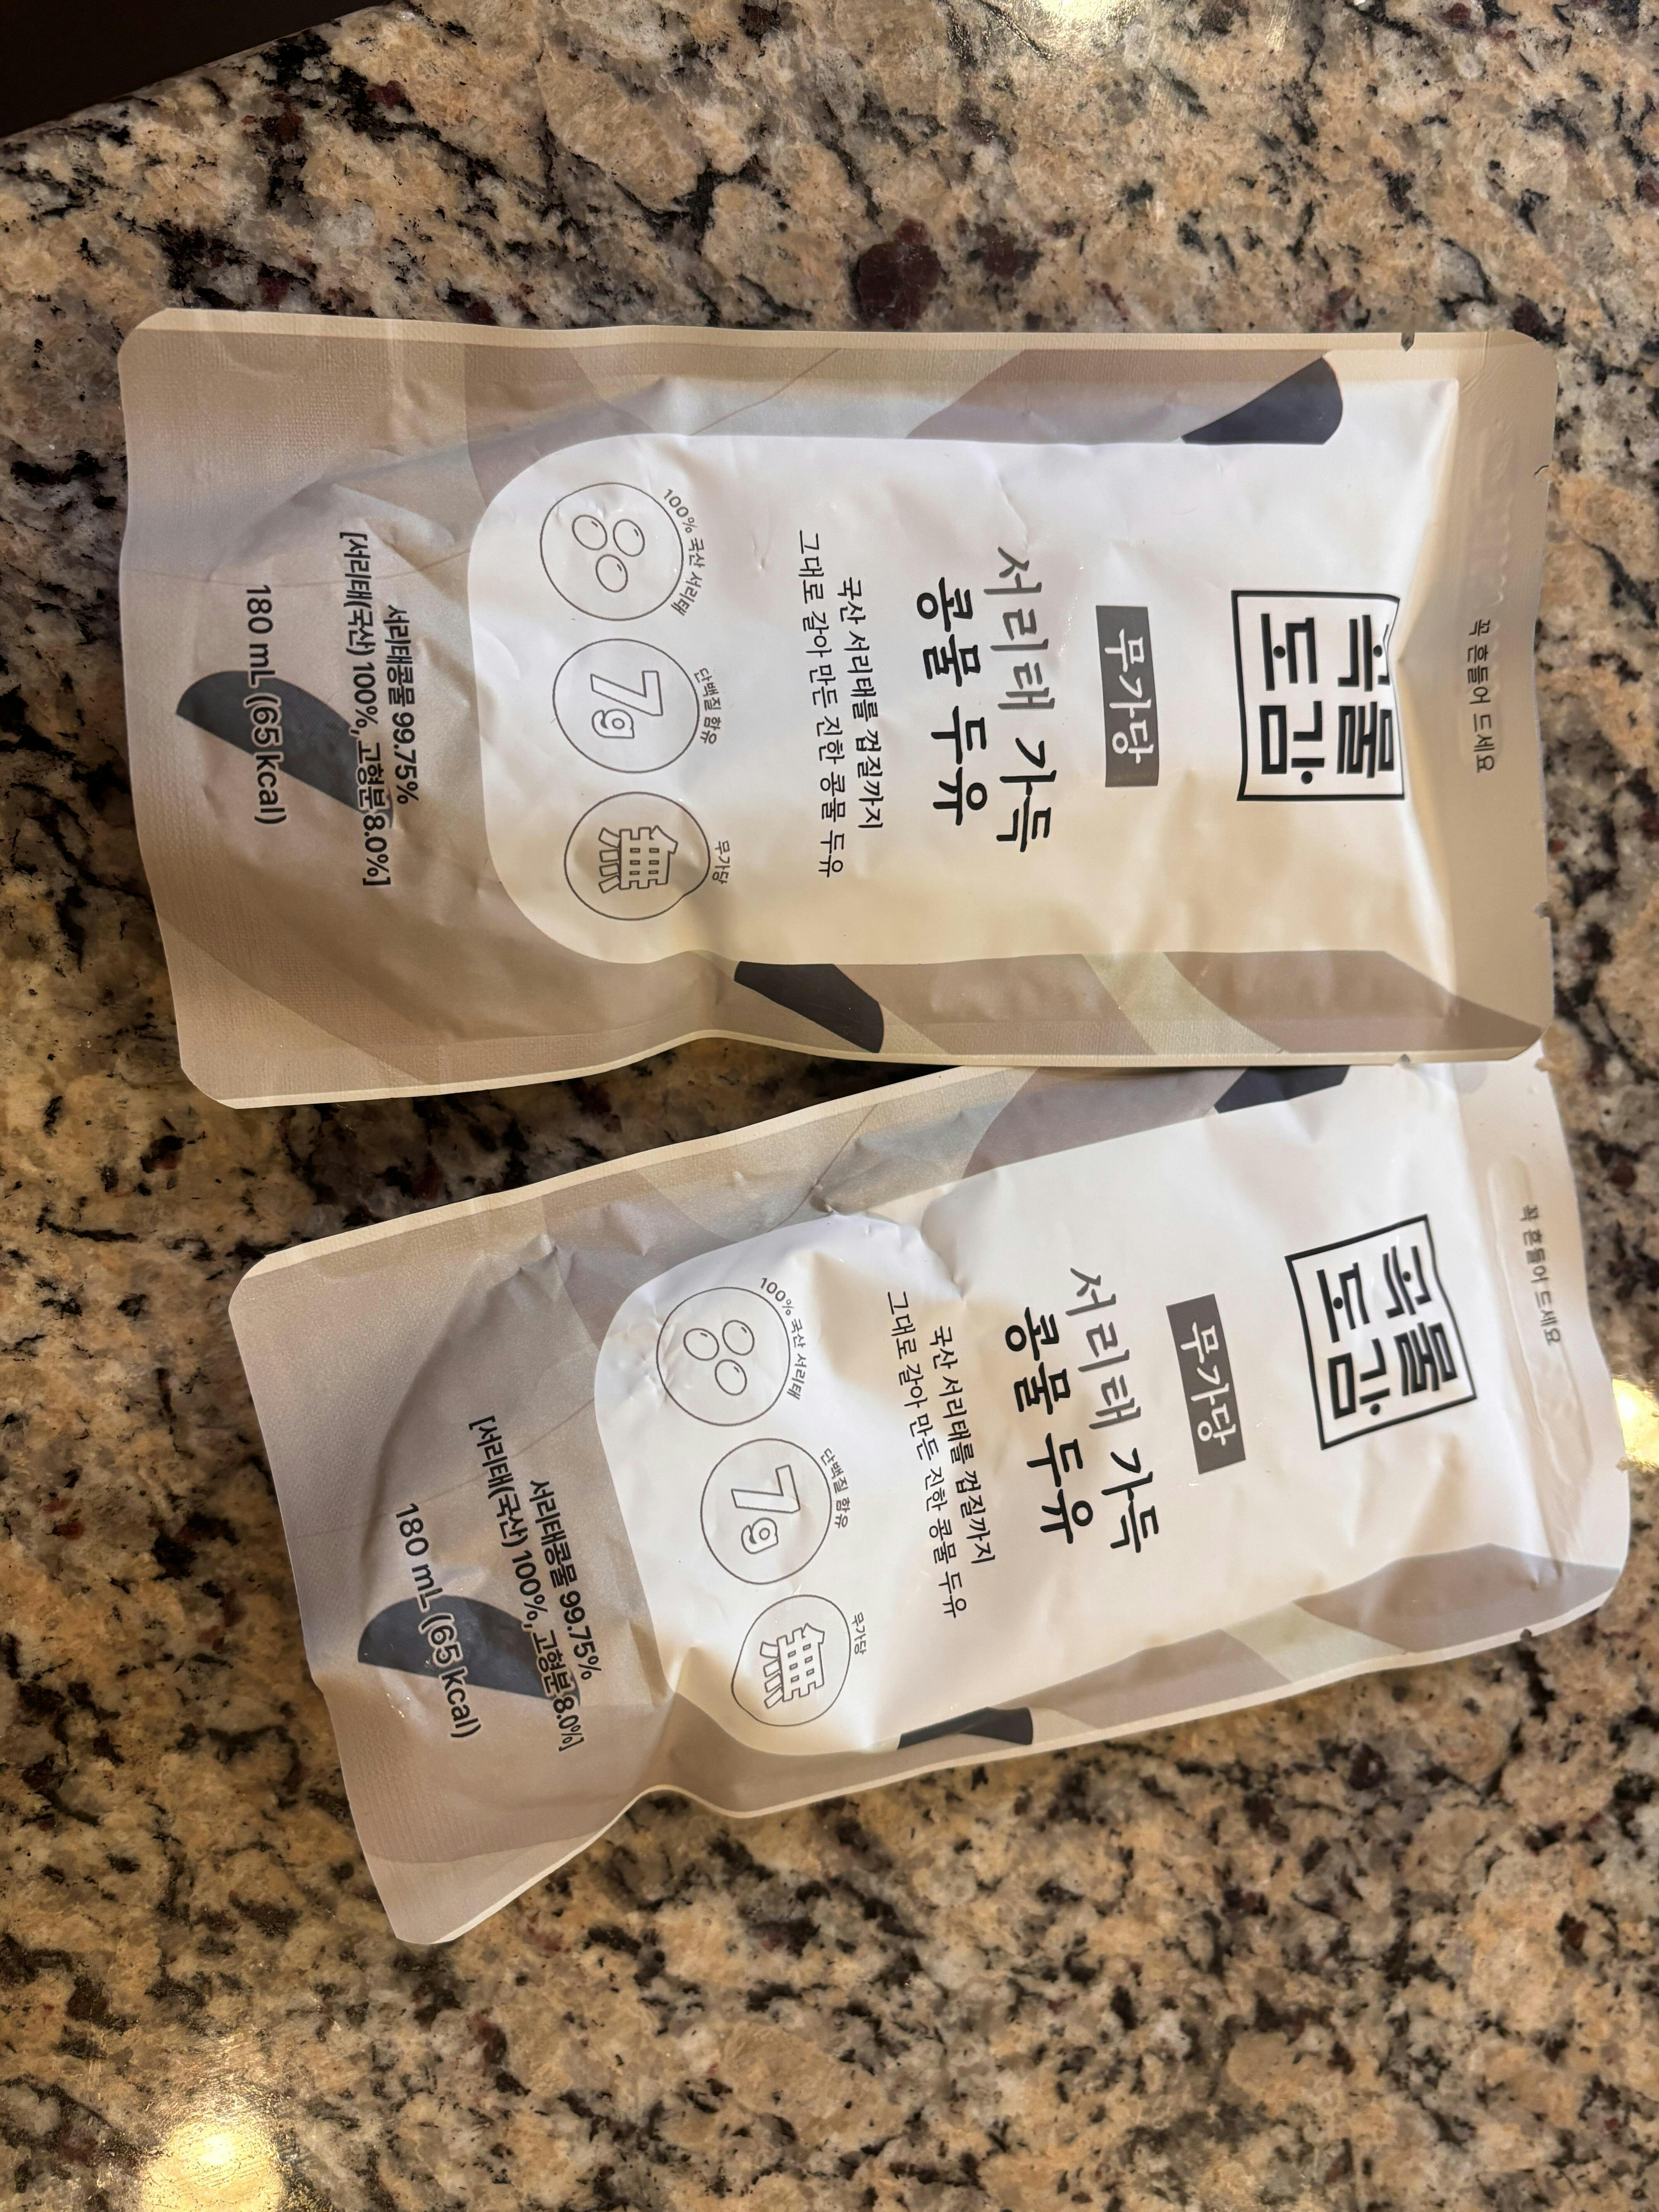 꼭 흔들어 드세요
곡물
도감
무가당
서리태 가득
콩물 두유
국산 서리태를 껍질까지
그대로 갈아 만든 진한 콩물 두유
100% 국산 서리태
단백질 함유
무가당
7g
無
서리태콩물 99.75%
[서리태(국산) 100%, 고형분 8.0%]
180 mL (65 kcal)
꼭 흔들어 드세요
곡물
도감
무가당
서리태 가득
콩물 두유
국산 서리태를 껍질까지
그대로 갈아 만든 진한 콩물 두유
100% 국산 서리태
단백질 함유
무가당
7g
無
서리태콩물 99.75%
[서리태(국산) 100%, 고형분 8.0%]
180 mL (65 kcal)